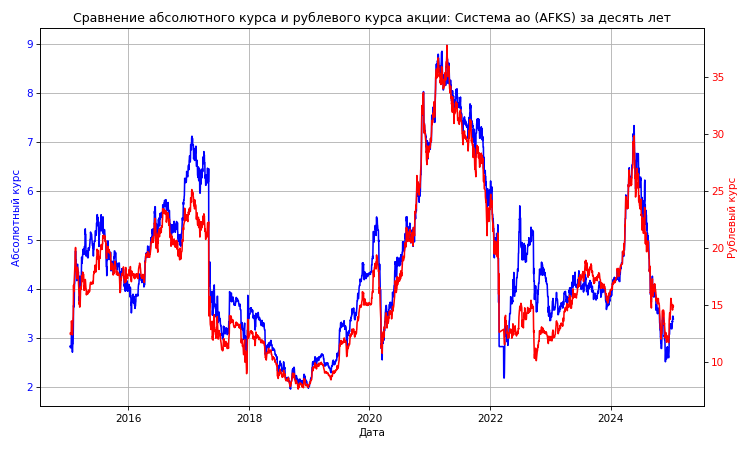 Сравнение абсолютного курса и рублевого курса акции: Система ао (AFKS) за десять лет
Абсолютный курс
9
8
7
6
5
4
3
2
35
30
25
20
15
10
Рублевый курс
2016 2018 2020 2022 2024
Дата